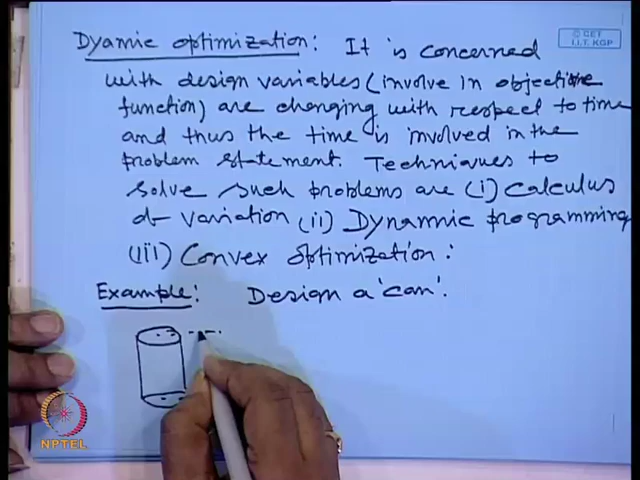 Dyamic optimization: It is concerned
© CET
I.I.T. KGP
with design variables (involve in objective
function) are changing with respect to time
and thus the time is involved in the
problem statement. Techniques to
solve such problems are (i) Calculus
of variation (ii) Dynamic programming
(iii) Convex optimization:
Example: Design a 'can'.
NPTEL